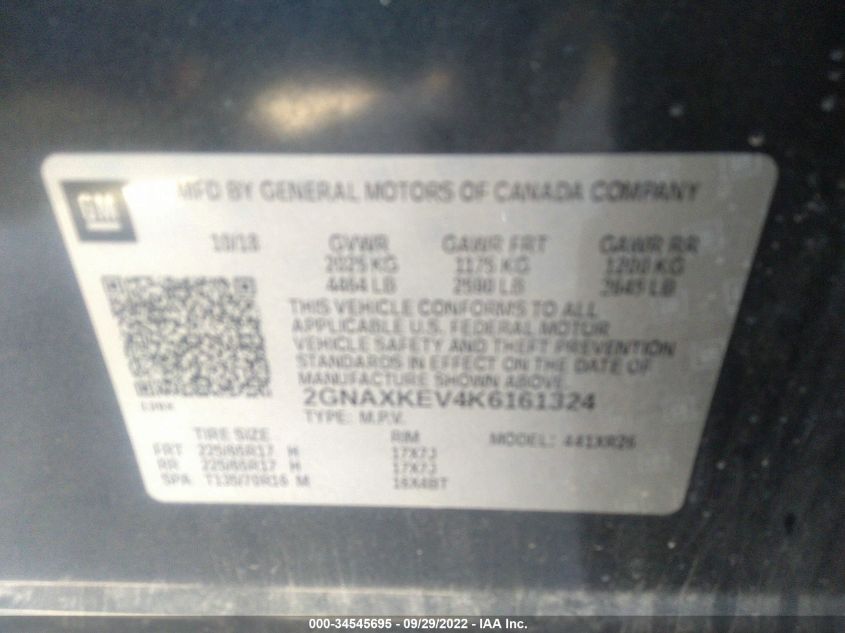 GM
MFD BY GENERAL MOTORS OF CANADA COMPANY
10/18 GVWR GAWR FRT GAWR RR
2025 KG 1175 KG 1200 KG
4464 LB 2590 LB 2645 LB
THIS VEHICLE CONFORMS TO ALL
APPLICABLE U.S. FEDERAL MOTOR
VEHICLE SAFETY AND THEFT PREVENTION
STANDARDS IN EFFECT ON THE DATE OF
MANUFACTURE SHOWN ABOVE.
2GNAXKEV4K6161324
TYPE: M.P.V.
TIRE SIZE RIM MODEL: 441XR26
FRT 225/65R17 H 17X7J
RR 225/65R17 H 17X7J
SPA T135/70R16 M 16X4BT
000-34545695 - 09/29/2022 - IAA Inc.